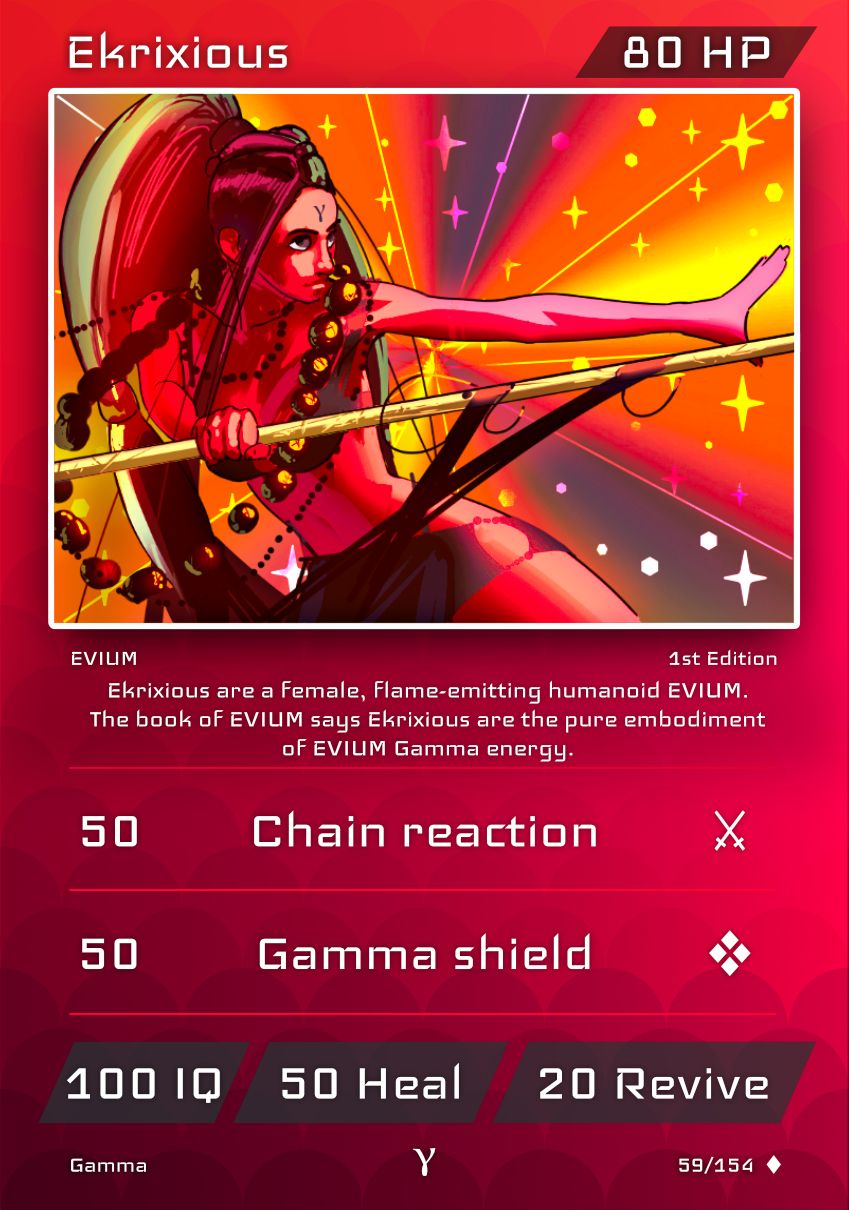 Ekrixious
80 HP
γ
EVIUM
1st Edition
Ekrixious are a female, flame-emitting humanoid EVIUM.
The book of EVIUM says Ekrixious are the pure embodiment
of EVIUM Gamma energy.
50 Chain reaction
50 Gamma shield
100 IQ
50 Heal
20 Revive
Gamma
γ
59/154